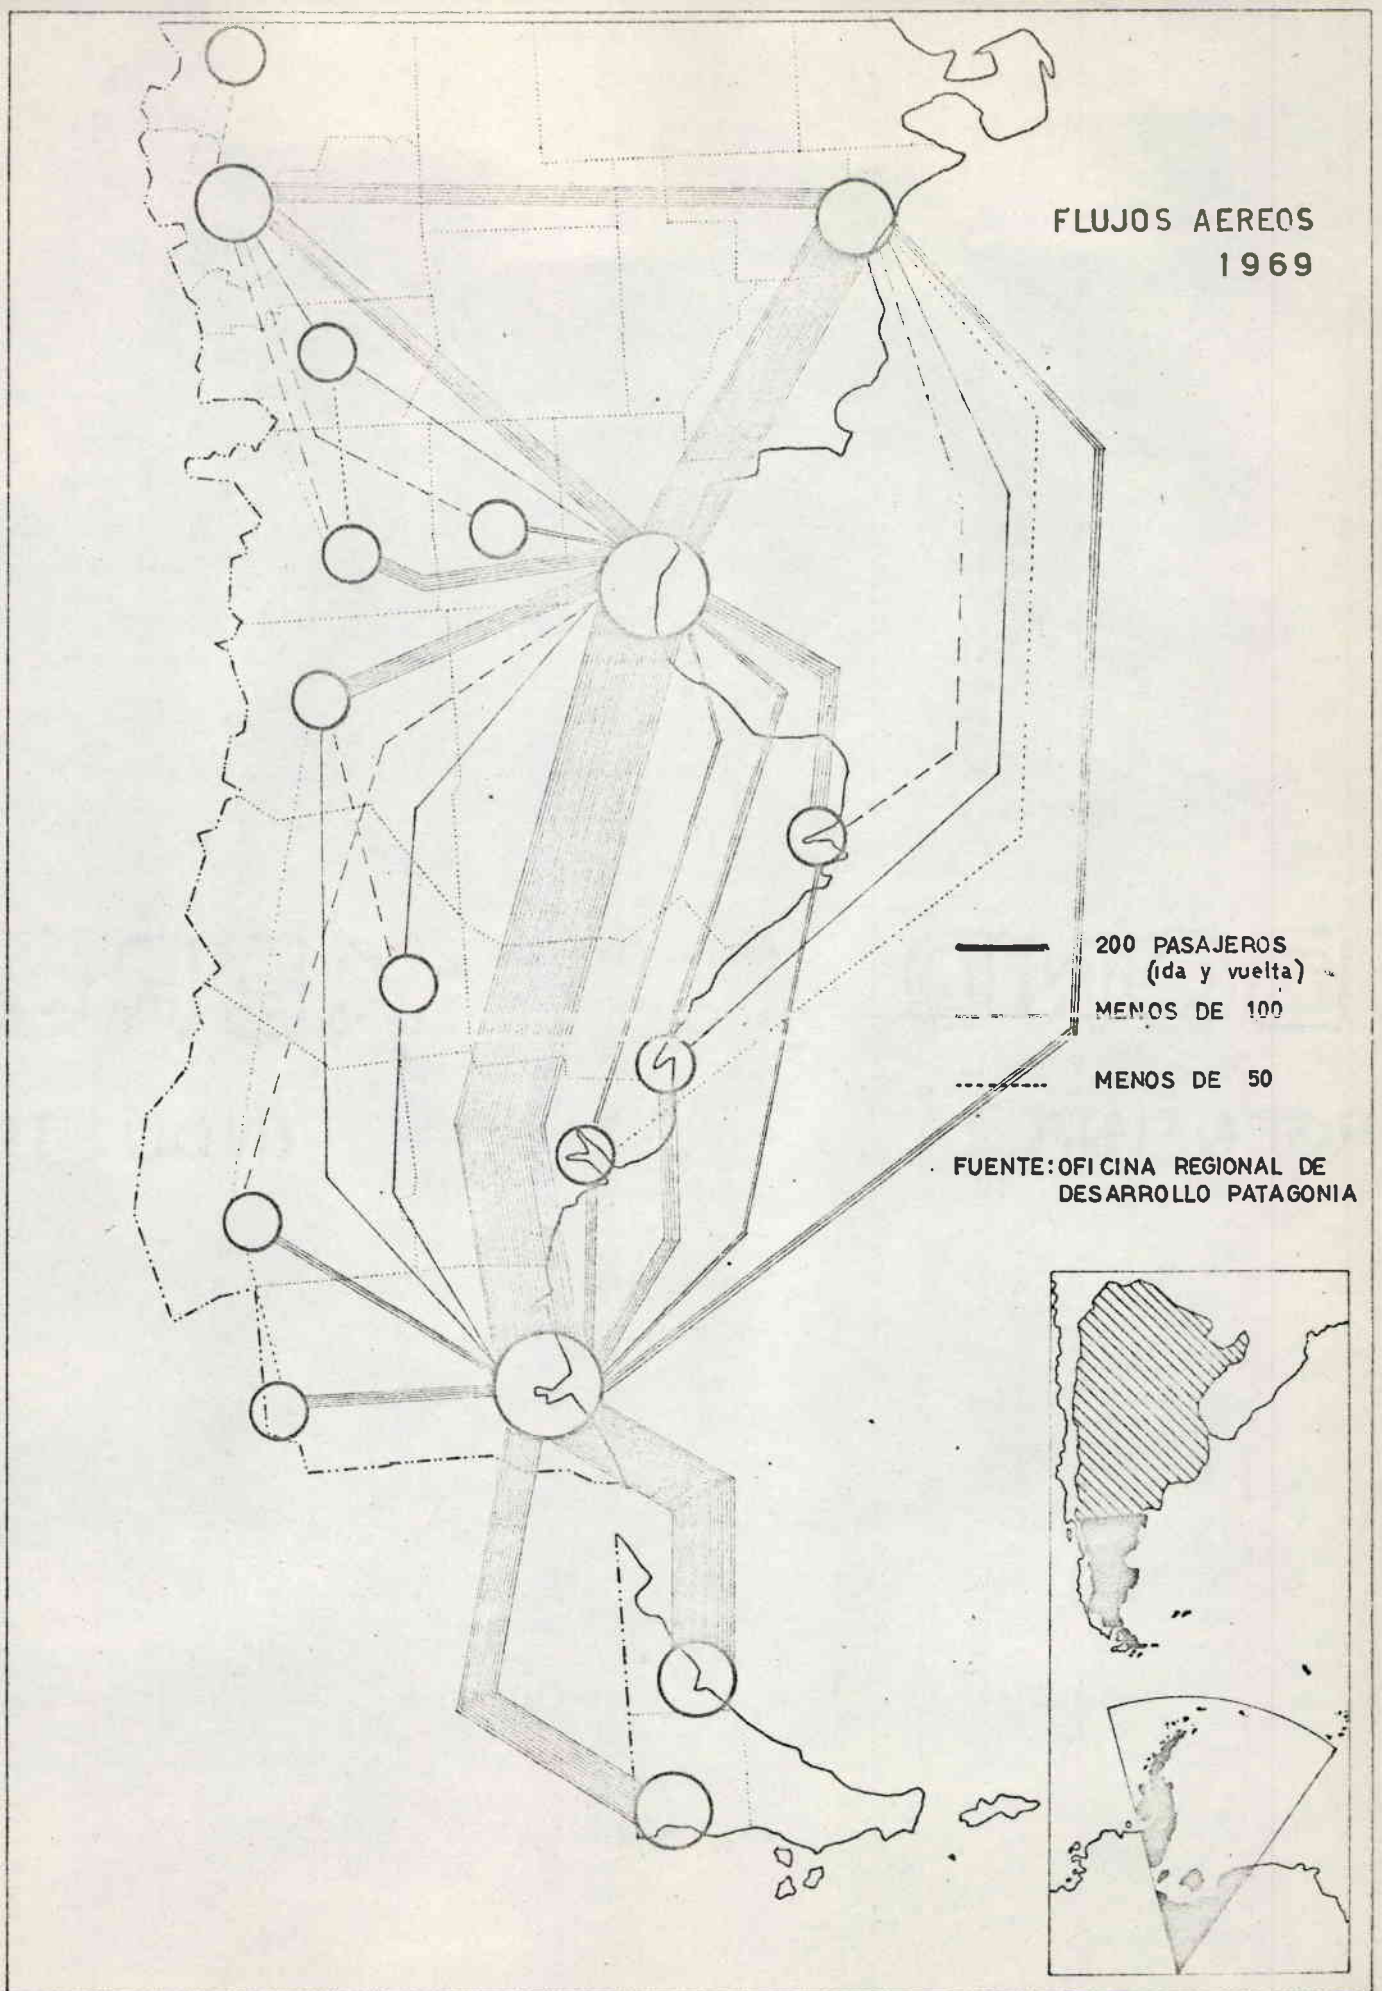 FLUJOS AEREOS
1969
200 PASAJEROS
(ida y vuelta)
MENOS DE 100
MENOS DE 50
FUENTE: OFICINA REGIONAL DE
DESARROLLO PATAGONIA